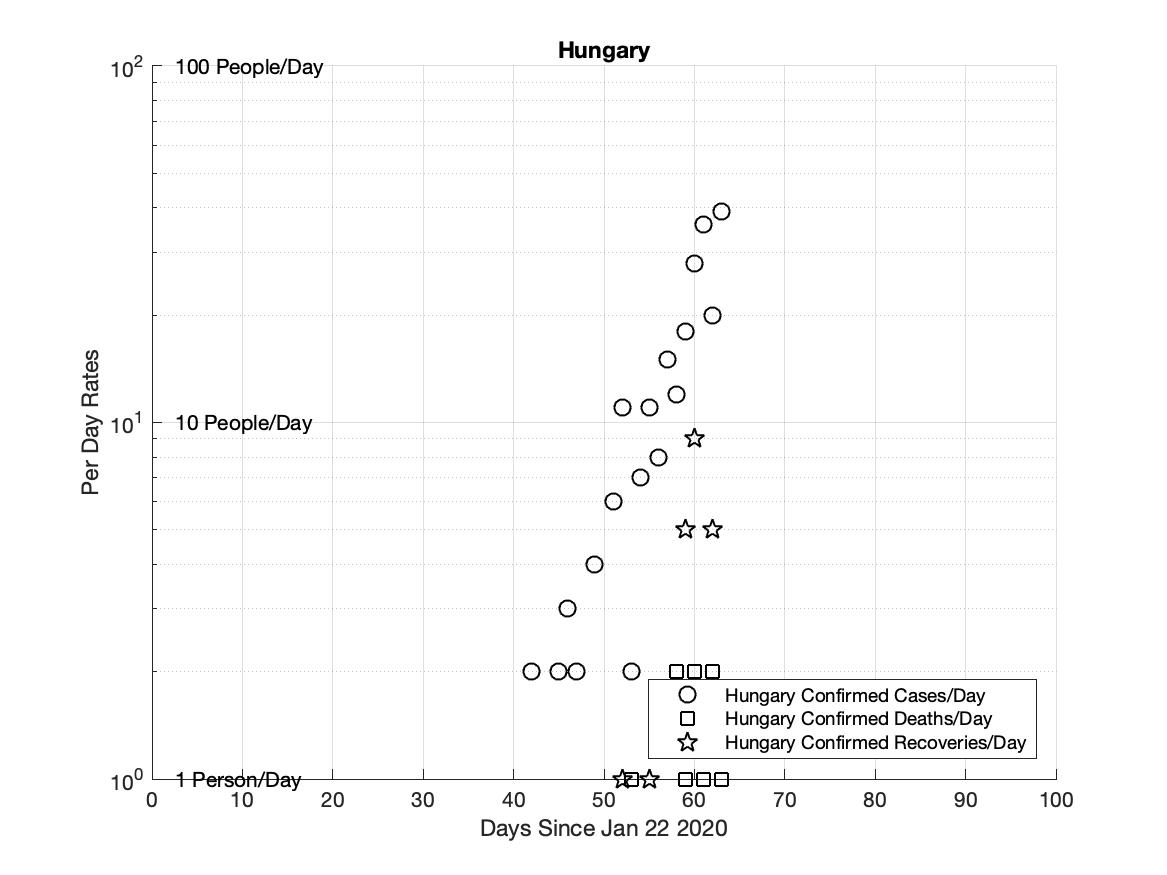 Hungary
10²
100 People/Day
10¹
10 People/Day
Per Day Rates
Hungary Confirmed Cases/Day
Hungary Confirmed Deaths/Day
Hungary Confirmed Recoveries/Day
10⁰
1 Person/Day
0 10 20 30 40 50 60 70 80 90 100
Days Since Jan 22 2020